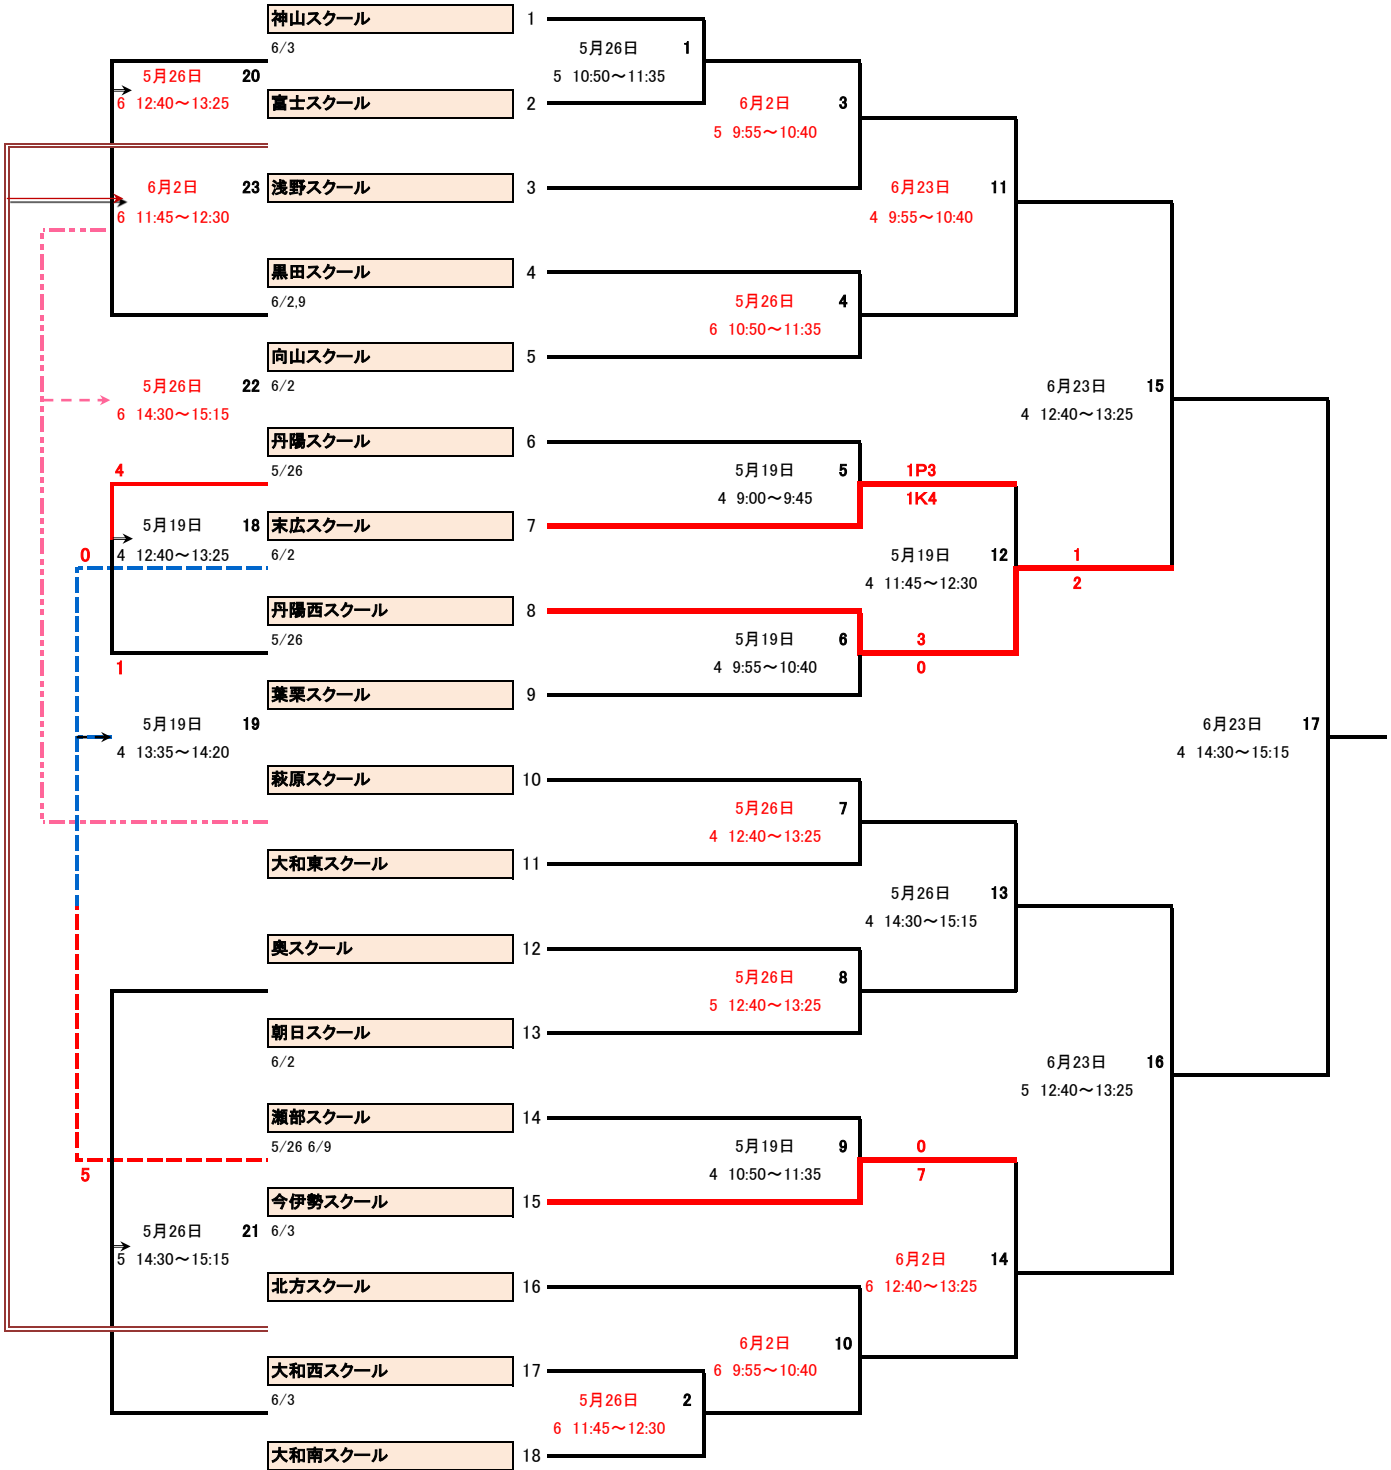 神山スクール 1
6/3 5月26日 1
5月26日 20 5 10:50～11:35
6 12:40～13:25 富士スクール 2 6月2日 3
5 9:55～10:40
6月2日 23 浅野スクール 3 6月23日 11
6 11:45～12:30 4 9:55～10:40
黒田スクール 4
6/2,9 5月26日 4
6 10:50～11:35
向山スクール 5
5月26日 22 6/2 6月23日 15
6 14:30～15:15 4 12:40～13:25
丹陽スクール 6
4 5/26 5月19日 5 1P3
4 9:00～9:45 1K4
5月19日 18 末広スクール 7
0 4 12:40～13:25 6/2 5月19日 12 1
4 11:45～12:30 2
丹陽西スクール 8
5/26 5月19日 6 3
1 4 9:55～10:40 0
葉栗スクール 9
5月19日 19 6月23日 17
4 13:35～14:20 4 14:30～15:15
萩原スクール 10
5月26日 7
4 12:40～13:25
大和東スクール 11
5月26日 13
4 14:30～15:15
奥スクール 12
5月26日 8
5 12:40～13:25
朝日スクール 13
6/2 6月23日 16
5 12:40～13:25
瀬部スクール 14
5/26 6/9 5月19日 9 0
5 4 10:50～11:35 7
今伊勢スクール 15
5月26日 21 6/3
5 14:30～15:15 6月2日 14
北方スクール 16 6 12:40～13:25
6月2日 10
大和西スクール 17 6 9:55～10:40
6/3 5月26日 2
6 11:45～12:30
大和南スクール 18